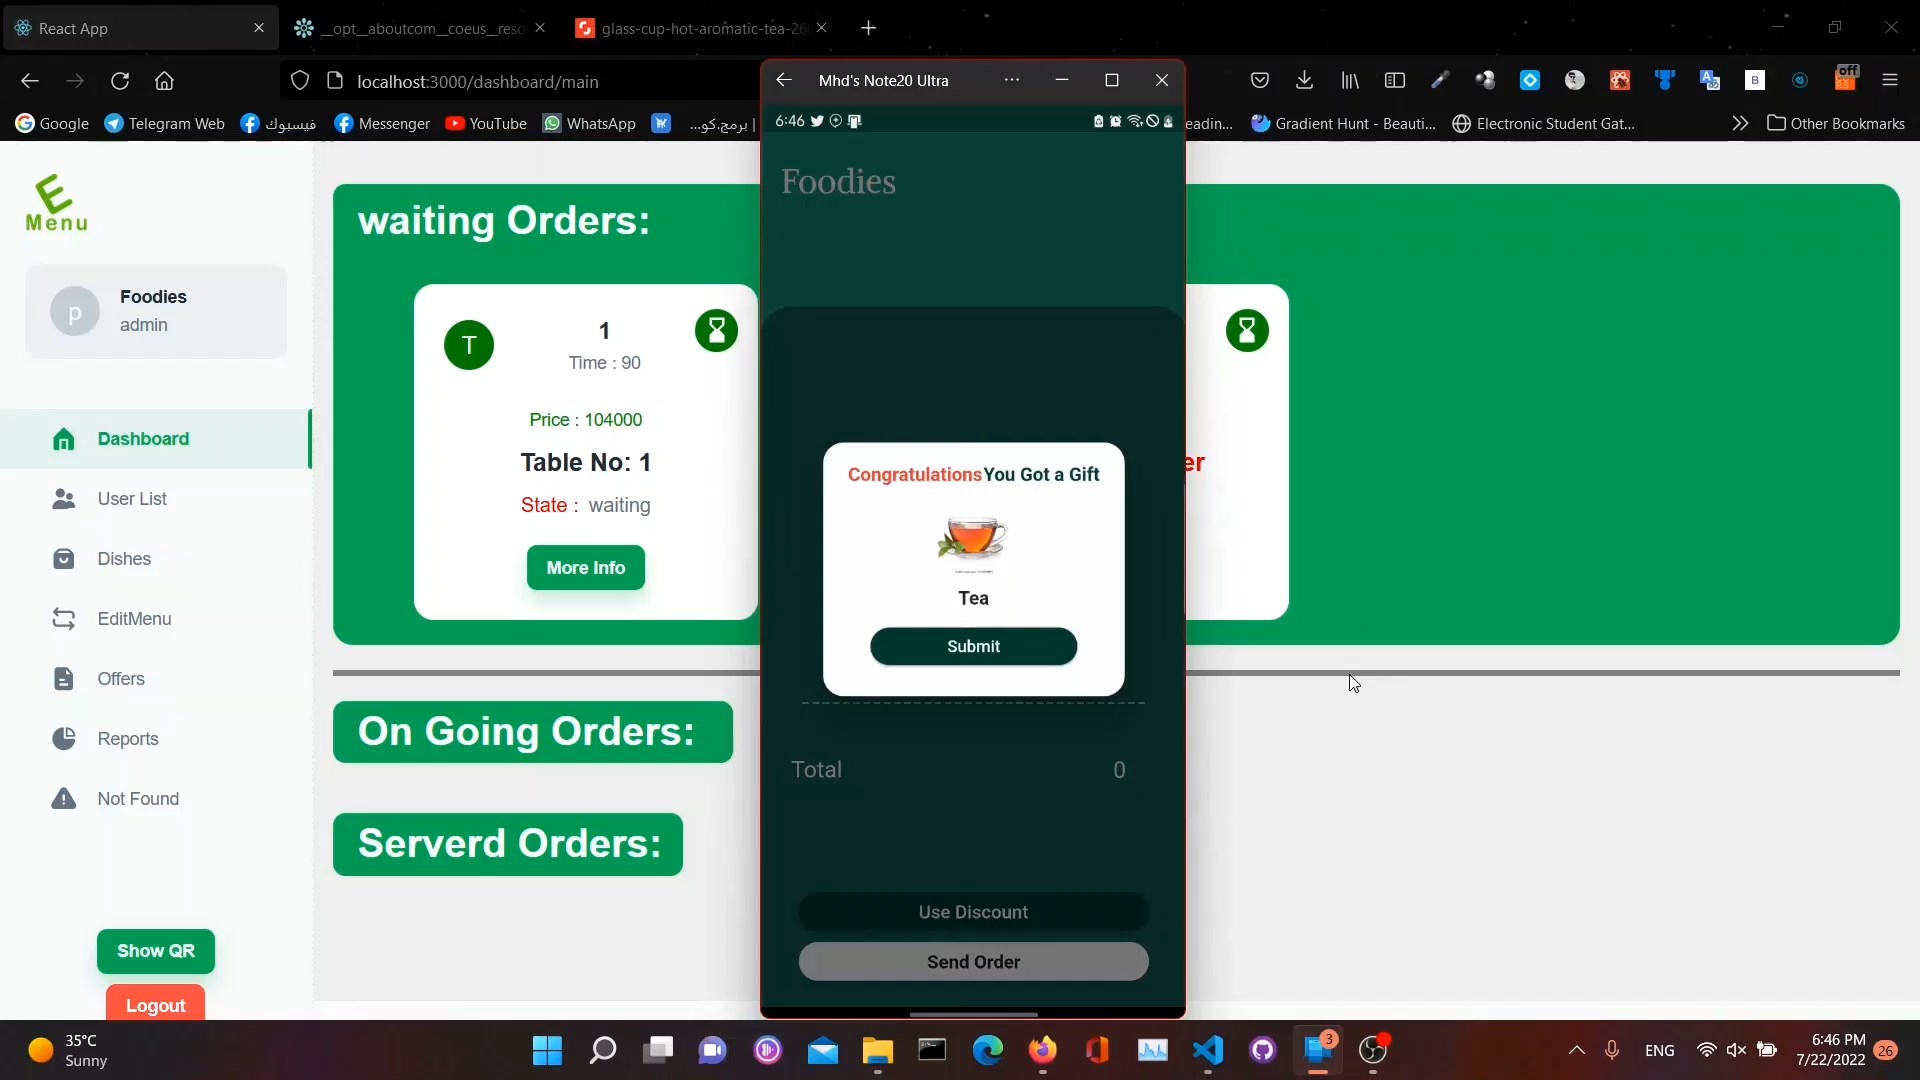 React App
__opt__aboutcom__coeus__reso
glass-cup-hot-aromatic-tea-26
localhost:3000/dashboard/main
Mhd's Note20 Ultra
off
Google
Telegram Web
فيسبوك
Messenger
YouTube
WhatsApp
برمج.كو...
eadin...
Gradient Hunt - Beauti...
Electronic Student Gat...
Other Bookmarks
6:46
E
Menu
p
Foodies
admin
Dashboard
User List
Dishes
EditMenu
Offers
Reports
Not Found
Show QR
Logout
waiting Orders:
T
1
Time : 90
Price : 104000
Table No: 1
State : waiting
More Info
er
On Going Orders:
Serverd Orders:
Foodies
Congratulations You Got a Gift
Tea
Submit
Total 0
Use Discount
Send Order
35°C
Sunny
3
ENG
6:46 PM
7/22/2022
26